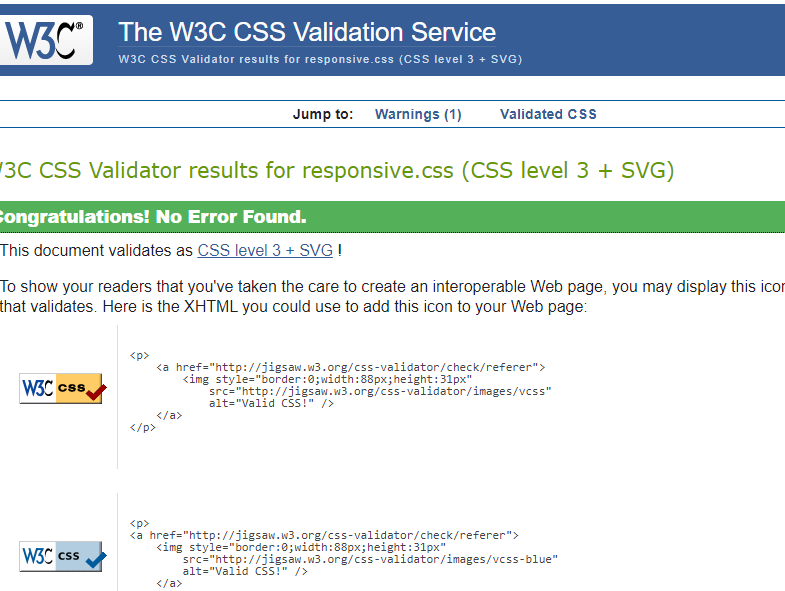 W3C®
The W3C CSS Validation Service
W3C CSS Validator results for responsive.css (CSS level 3 + SVG)
Jump to: Warnings (1) Validated CSS
3C CSS Validator results for responsive.css (CSS level 3 + SVG)
Congratulations! No Error Found.
This document validates as CSS level 3 + SVG !
To show your readers that you've taken the care to create an interoperable Web page, you may display this icon
that validates. Here is the XHTML you could use to add this icon to your Web page:
W3C css
<p>
<a href="http://jigsaw.w3.org/css-validator/check/referer">
<img style="border:0;width:88px;height:31px"
src="http://jigsaw.w3.org/css-validator/images/vcss"
alt="Valid CSS!" />
</a>
</p>
W3C css
<p>
<a href="http://jigsaw.w3.org/css-validator/check/referer">
<img style="border:0;width:88px;height:31px"
src="http://jigsaw.w3.org/css-validator/images/vcss-blue"
alt="Valid CSS!" />
</a>